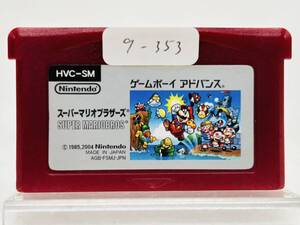 9-353
HVC-SM
Nintendo
ゲームボーイ アドバンス®
スーパーマリオブラザーズ®
SUPER MARIOBROS®
© 1985,2004 Nintendo
MADE IN JAPAN
AGB-FSMJ-JPN